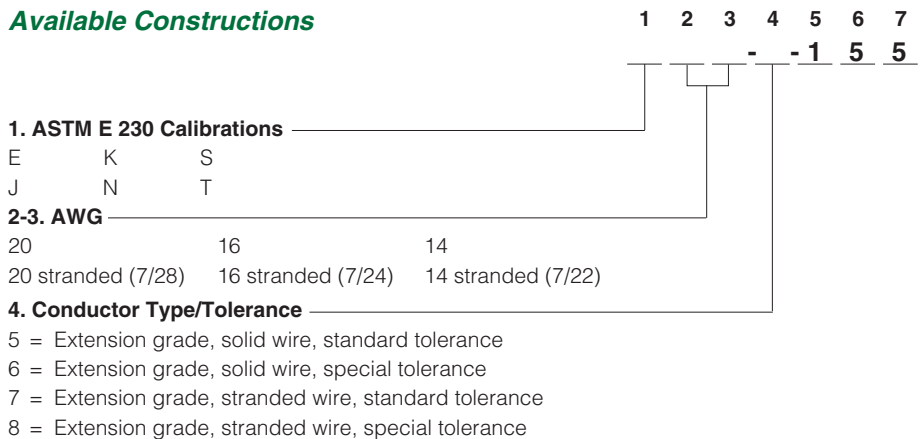 Available Constructions
1 2 3 4 5 6 7
- - 1 5 5
1. ASTM E 230 Calibrations
E K S
J N T
2-3. AWG
20 16 14
20 stranded (7/28) 16 stranded (7/24) 14 stranded (7/22)
4. Conductor Type/Tolerance
5 = Extension grade, solid wire, standard tolerance
6 = Extension grade, solid wire, special tolerance
7 = Extension grade, stranded wire, standard tolerance
8 = Extension grade, stranded wire, special tolerance